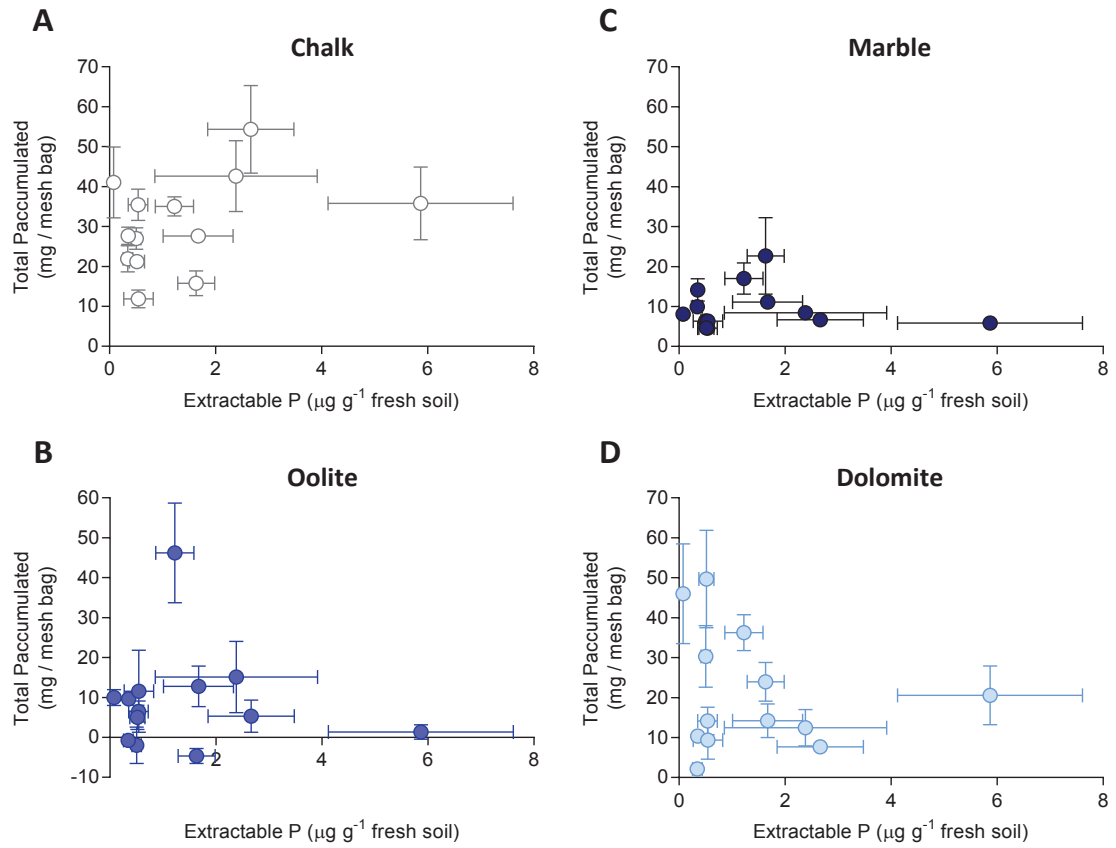 A
Chalk
Total Paccumulated
(mg / mesh bag)
70
60
50
40
30
20
10
0
0 2 4 6 8
Extractable P (μg g⁻¹ fresh soil)
C
Marble
Total Paccumulated
(mg / mesh bag)
70
60
50
40
30
20
10
0
0 2 4 6 8
Extractable P (μg g⁻¹ fresh soil)
B
Oolite
Total Paccumulated
(mg / mesh bag)
60
50
40
30
20
10
0
-10
2 4 6 8
Extractable P (μg g⁻¹ fresh soil)
D
Dolomite
Total Paccumulated
(mg / mesh bag)
70
60
50
40
30
20
10
0
0 2 4 6 8
Extractable P (μg g⁻¹ fresh soil)